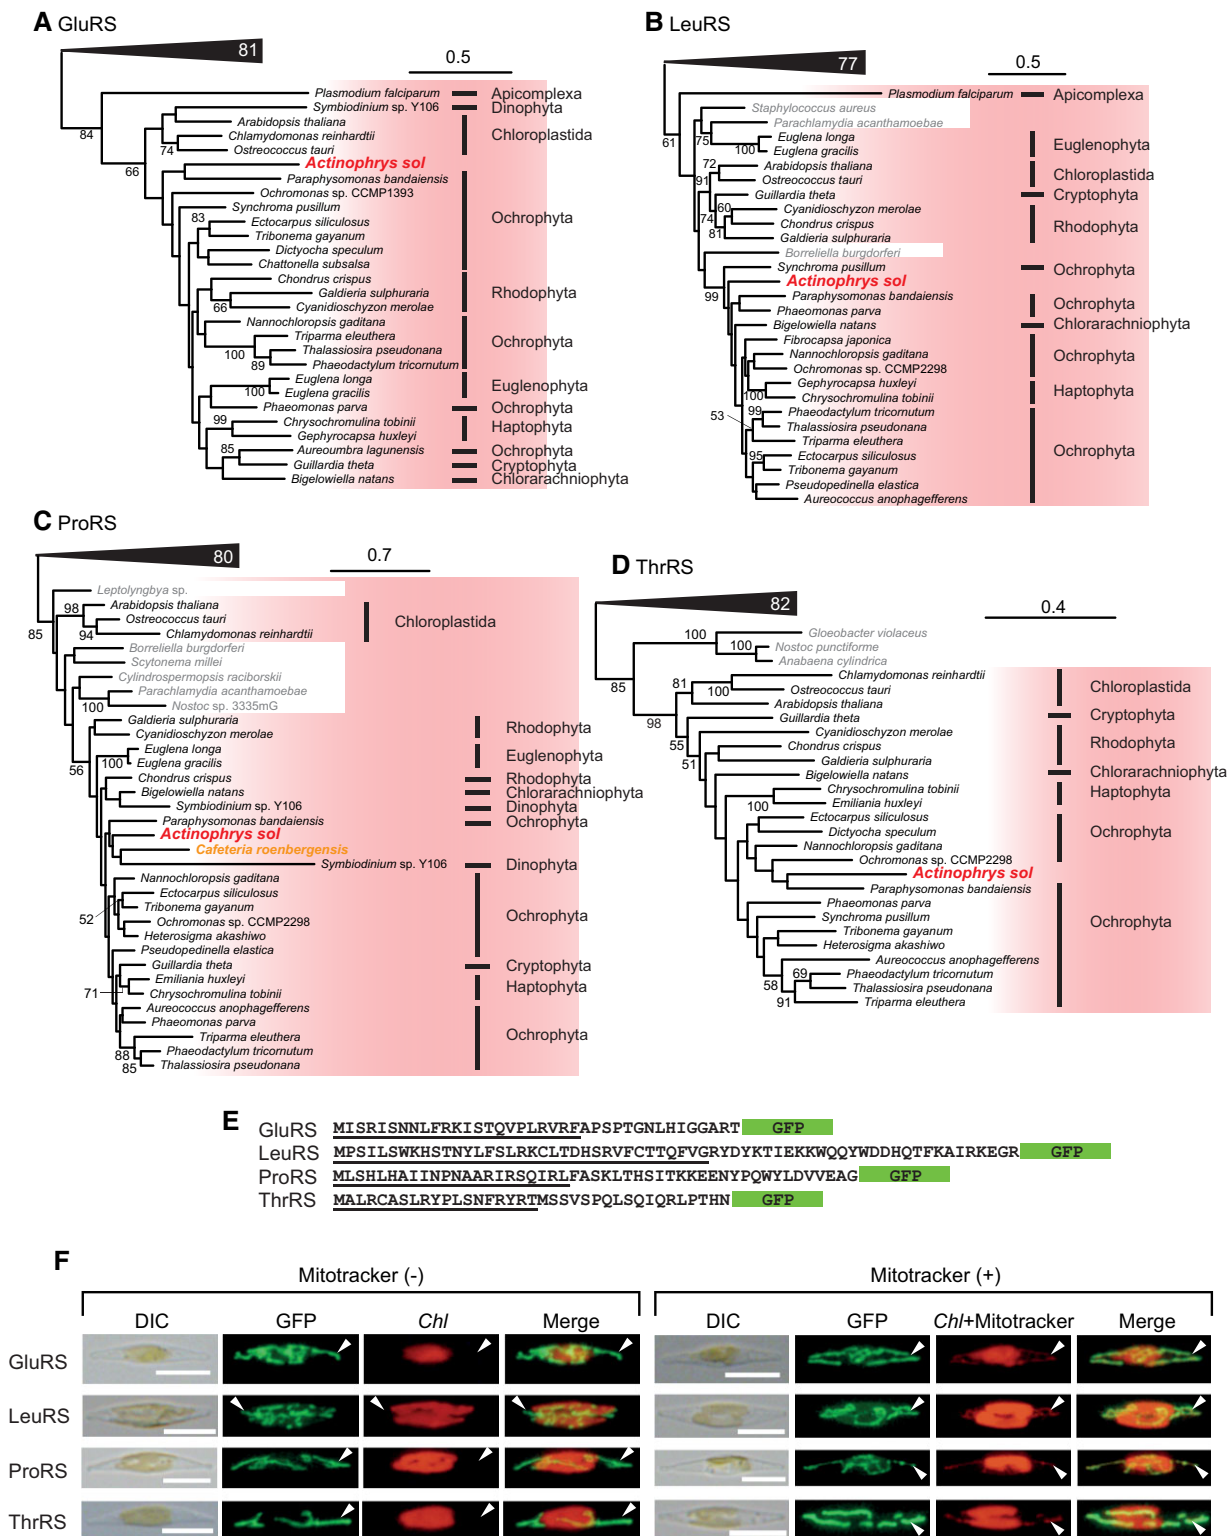 A GluRS
81
0.5
Plasmodium falciparum
Apicomplexa
Symbiodinium sp. Y106
Dinophyta
Arabidopsis thaliana
Chlamydomonas reinhardtii
Chloroplastida
Ostreococcus tauri
84
74
66
Actinophrys sol
Paraphysomonas bandaiensis
Ochromonas sp. CCMP1393
Synchroma pusillum
83
Ectocarpus siliculosus
Ochrophyta
Tribonema gayanum
Dictyocha speculum
Chattonella subsalsa
Chondrus crispus
Galdieria sulphuraria
Rhodophyta
66
Cyanidioschyzon merolae
Nannochloropsis gaditana
Triparma eleuthera
Ochrophyta
100
Thalassiosira pseudonana
89
Phaeodactylum tricornutum
Euglena longa
Euglenophyta
100
Euglena gracilis
Phaeomonas parva
Ochrophyta
99
Chrysochromulina tobinii
Haptophyta
Gephyrocapsa huxleyi
85
Aureoumbra lagunensis
Ochrophyta
Guillardia theta
Cryptophyta
Bigelowiella natans
Chlorarachniophyta
B LeuRS
77
0.5
Plasmodium falciparum
Apicomplexa
Staphylococcus aureus
Parachlamydia acanthamoebae
61
75
Euglena longa
Euglenophyta
100
Euglena gracilis
72
Arabidopsis thaliana
Chloroplastida
91
Ostreococcus tauri
Guillardia theta
Cryptophyta
60
Cyanidioschyzon merolae
74
Chondrus crispus
Rhodophyta
81
Galdieria sulphuraria
Borreliella burgdorferi
Synchroma pusillum
Ochrophyta
99
Actinophrys sol
Paraphysomonas bandaiensis
Ochrophyta
Phaeomonas parva
Bigelowiella natans
Chlorarachniophyta
Fibrocapsa japonica
Nannochloropsis gaditana
Ochrophyta
Ochromonas sp. CCMP2298
Gephyrocapsa huxleyi
Haptophyta
100
Chrysochromulina tobinii
99
Phaeodactylum tricornutum
53
Thalassiosira pseudonana
Triparma eleuthera
Ochrophyta
95
Ectocarpus siliculosus
Tribonema gayanum
Pseudopedinella elastica
Aureococcus anophagefferens
C ProRS
80
0.7
Leptolyngbya sp.
98
Arabidopsis thaliana
85
Ostreococcus tauri
Chloroplastida
94
Chlamydomonas reinhardtii
Borreliella burgdorferi
Scytonema millei
Cylindrospermopsis raciborskii
Parachlamydia acanthamoebae
100
Nostoc sp. 3335mG
Galdieria sulphuraria
Rhodophyta
Cyanidioschyzon merolae
Euglena longa
Euglenophyta
56
100
Euglena gracilis
Chondrus crispus
Rhodophyta
Bigelowiella natans
Chlorarachniophyta
Symbiodinium sp. Y106
Dinophyta
Paraphysomonas bandaiensis
Ochrophyta
Actinophrys sol
Cafeteria roenbergensis
Symbiodinium sp. Y106
Dinophyta
Nannochloropsis gaditana
Ectocarpus siliculosus
Tribonema gayanum
Ochrophyta
52
Ochromonas sp. CCMP2298
Heterosigma akashiwo
Pseudopedinella elastica
Guillardia theta
Cryptophyta
Emiliania huxleyi
Haptophyta
71
Chrysochromulina tobinii
Aureococcus anophagefferens
Phaeomonas parva
Ochrophyta
Triparma eleuthera
88
Phaeodactylum tricornutum
85
Thalassiosira pseudonana
D ThrRS
82
0.4
Gloeobacter violaceus
100
Nostoc punctiforme
100
Anabaena cylindrica
85
Chlamydomonas reinhardtii
81
100
Ostreococcus tauri
Chloroplastida
Arabidopsis thaliana
98
Guillardia theta
Cryptophyta
Cyanidioschyzon merolae
55
Chondrus crispus
Rhodophyta
51
Galdieria sulphuraria
Bigelowiella natans
Chlorarachniophyta
Chrysochromulina tobinii
Haptophyta
100
Emiliania huxleyi
Ectocarpus siliculosus
Dictyocha speculum
Ochrophyta
Nannochloropsis gaditana
Ochromonas sp. CCMP2298
Actinophrys sol
Paraphysomonas bandaiensis
Phaeomonas parva
Synchroma pusillum
Ochrophyta
Tribonema gayanum
Heterosigma akashiwo
Aureococcus anophagefferens
69
Phaeodactylum tricornutum
58
Thalassiosira pseudonana
91
Triparma eleuthera
E
GluRS MISRISNNLFRKISTQVPLRVRFAPSPTGNLHIGGART GFP
LeuRS MPSILSWKHSTNYLFSLRKCLTDHSRVFCTTQFVGRYDYKTIEKKWQQYWDDHQTFKAIRKEGR GFP
ProRS MLSHLHAIINPNAARIRSQIRLFASKLTHSITKKEENYPQWYLDVVEAG GFP
ThrRS MALRCASLRYPLSNFRYRTMSSVSPQLSQIQRLPTHN GFP
F
Mitotracker (-)
Mitotracker (+)
DIC GFP Chl Merge
DIC GFP Chl+Mitotracker Merge
GluRS
LeuRS
ProRS
ThrRS